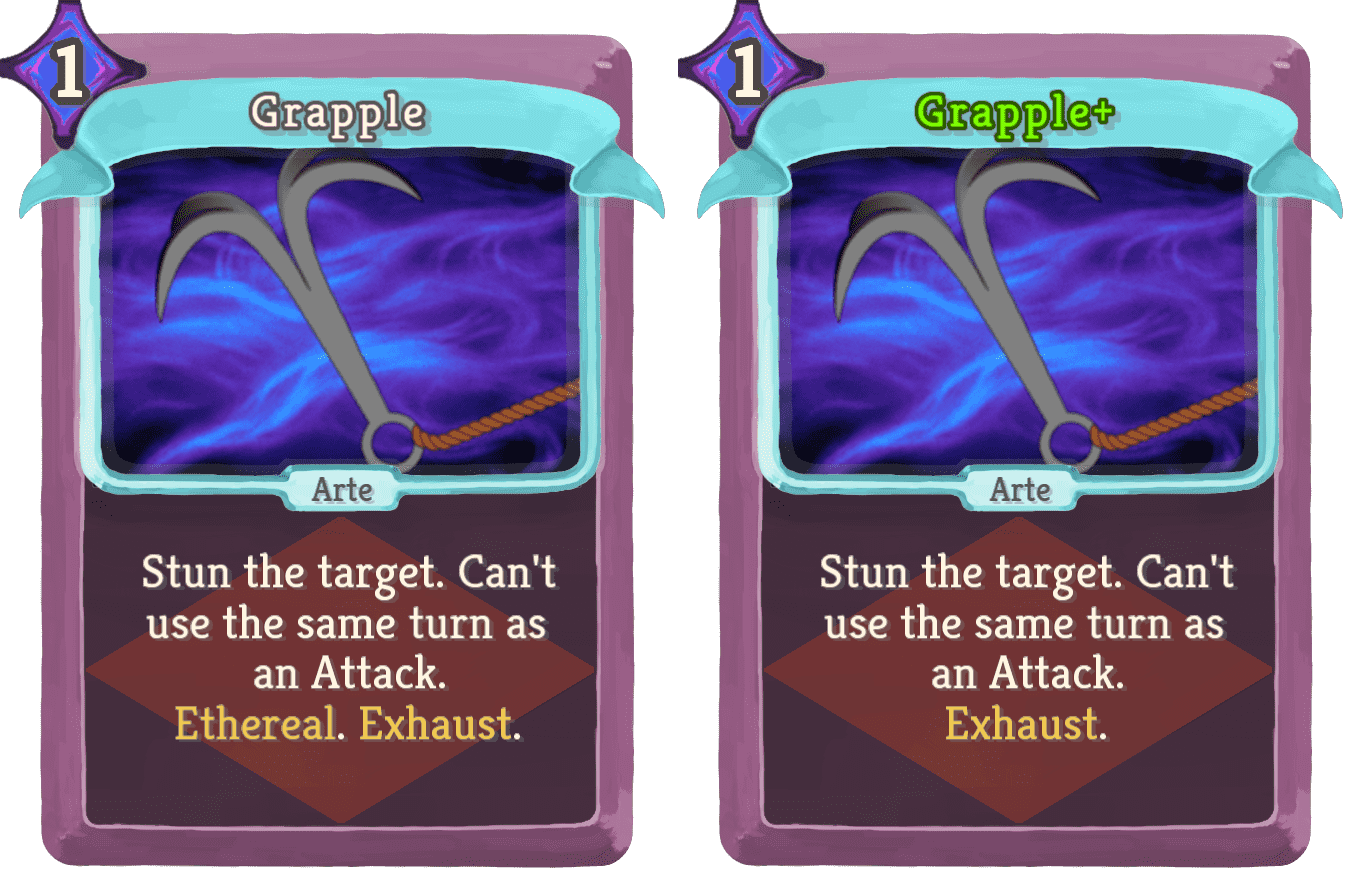 1
Grapple
Arte
Stun the target. Can't
use the same turn as
an Attack.
Ethereal. Exhaust.
1
Grapple+
Arte
Stun the target. Can't
use the same turn as
an Attack.
Exhaust.